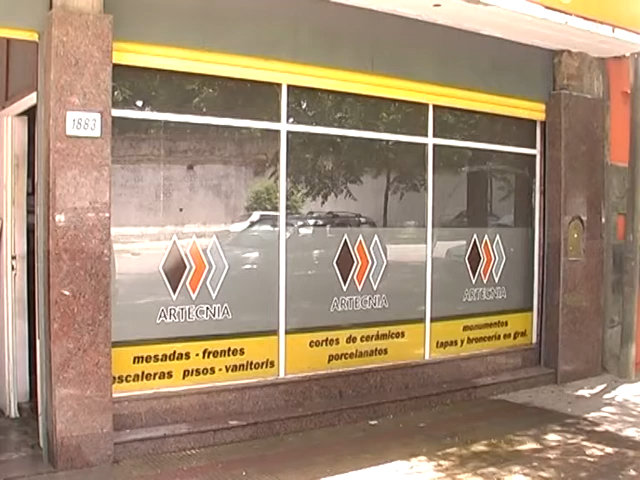 1883
ARTECNIA
mesadas - frentes
escaleras pisos - vanitoris
ARTECNIA
cortes de cerámicos
porcelanatos
ARTECNIA
monumentos
tapas y broncería en gral.